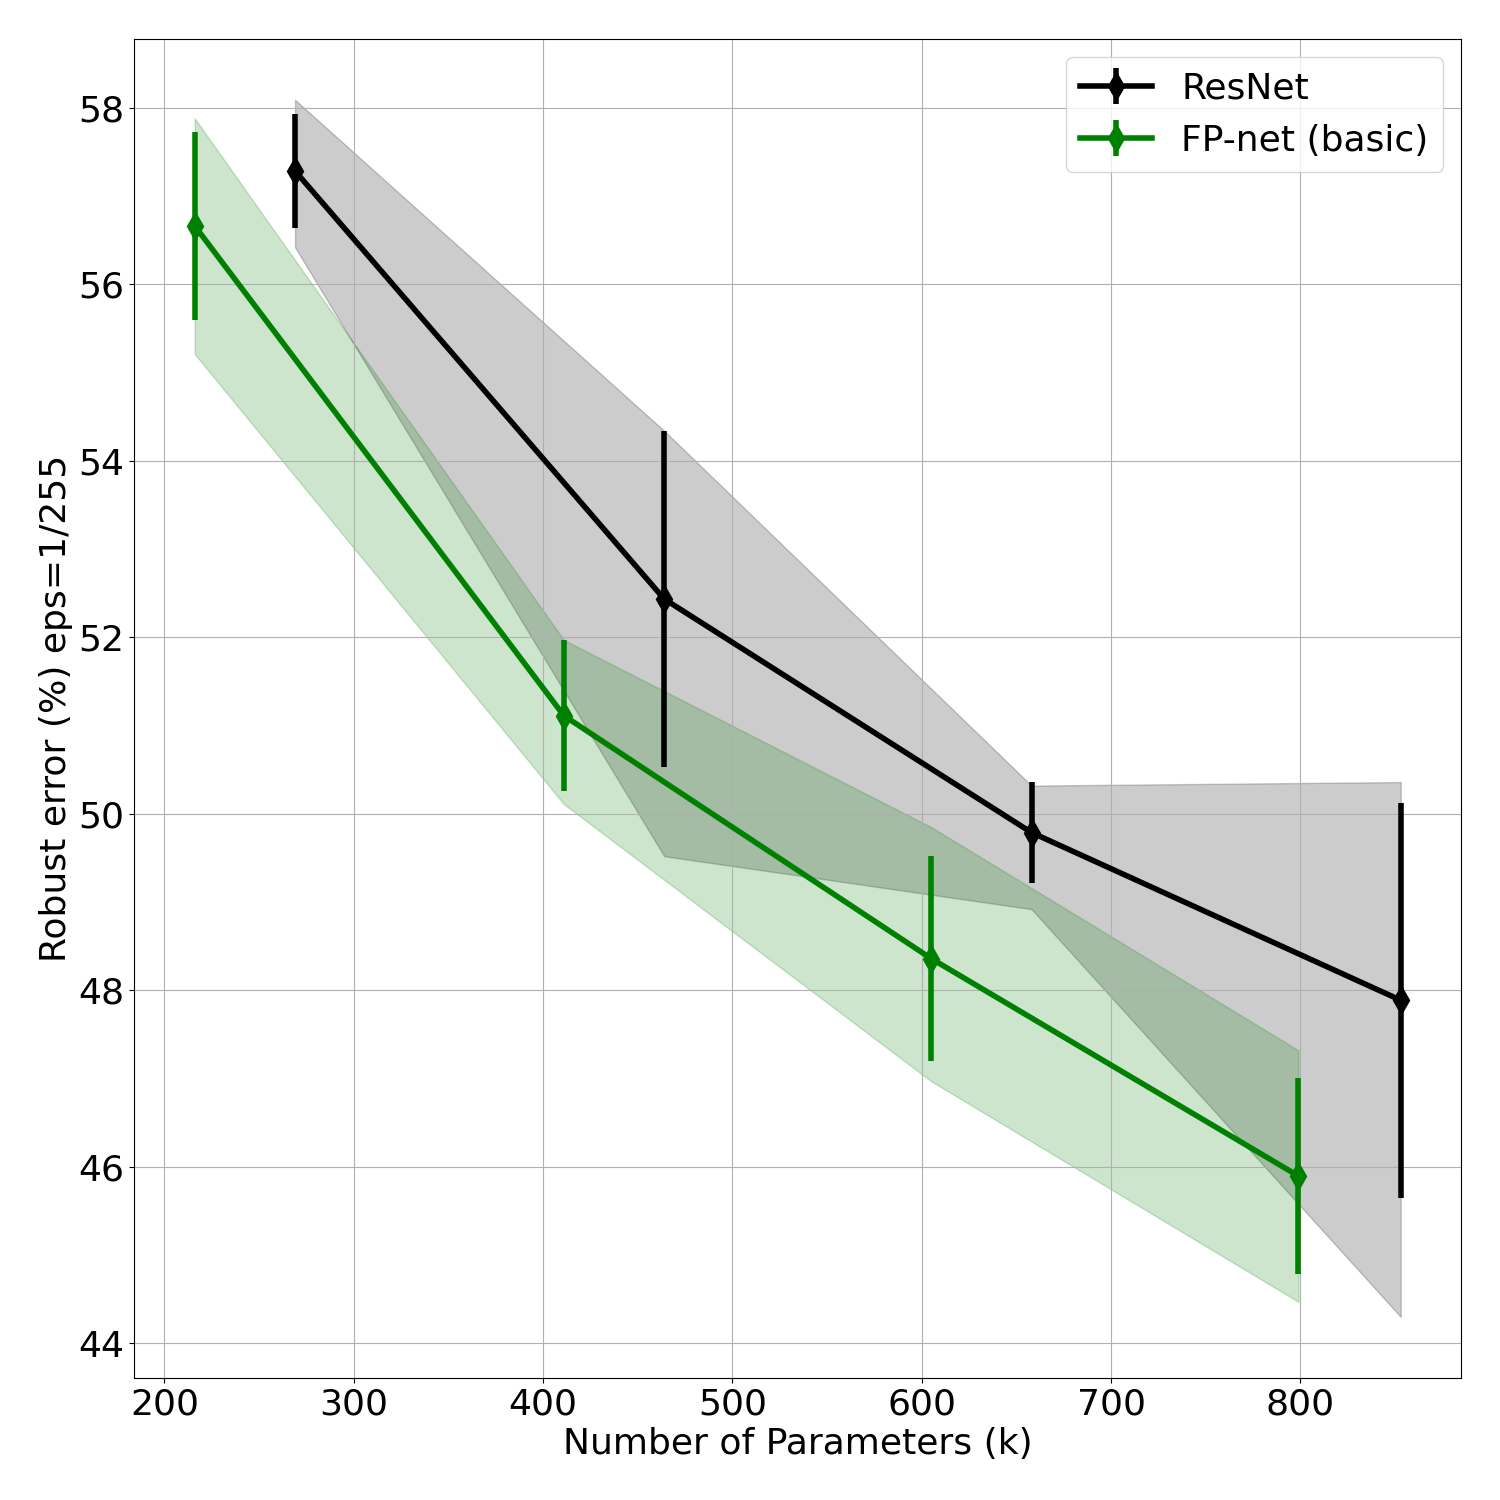 ResNet
FP-net (basic)
58
56
54
52
50
48
46
44
Robust error (%) eps=1/255
200 300 400 500 600 700 800
Number of Parameters (k)